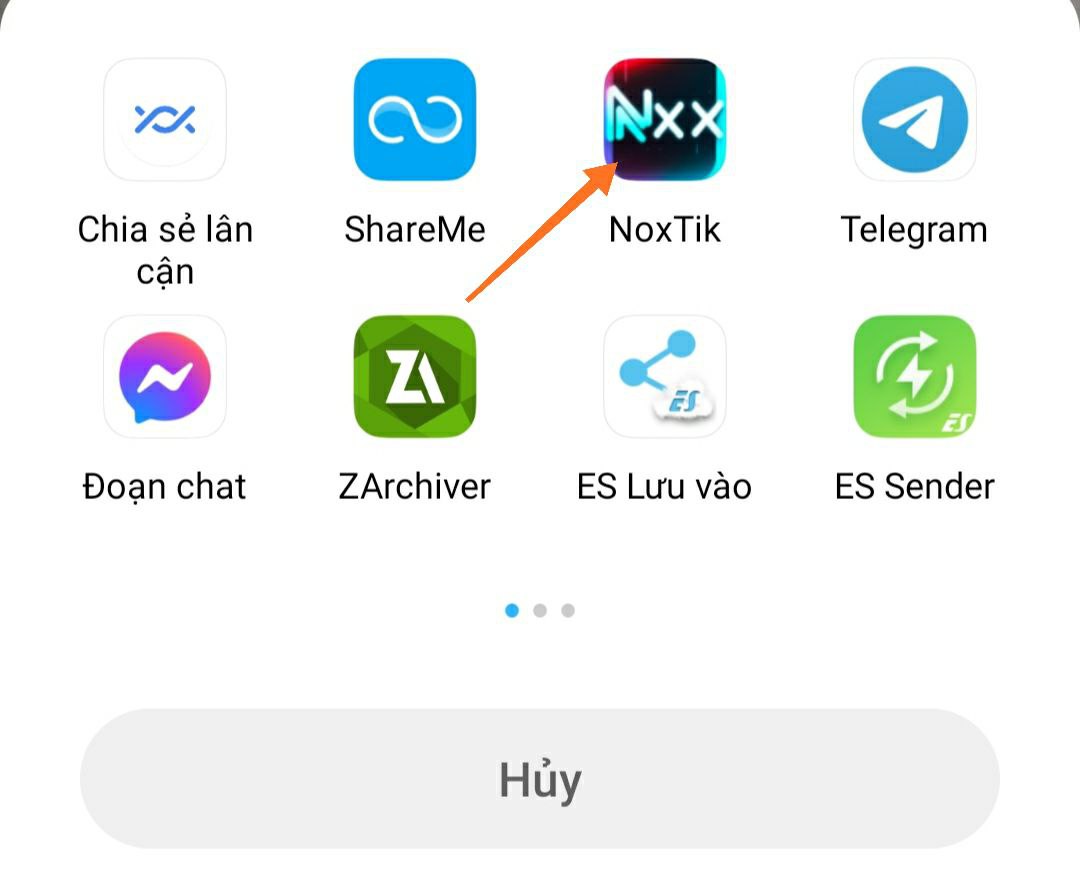 Nxx
Chia sẻ lân
cận
ShareMe
NoxTik
Telegram
ZA
ES
ES
Đoạn chat
ZArchiver
ES Lưu vào
ES Sender
Hủy